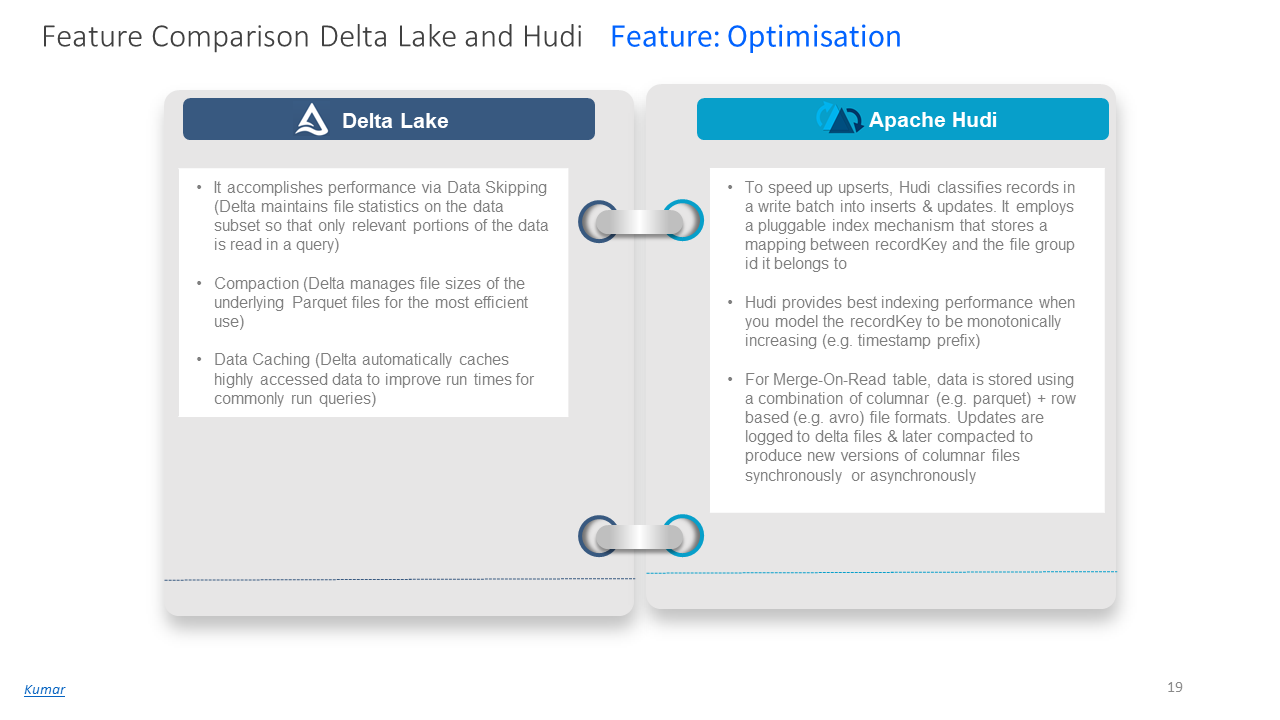 Feature Comparison Delta Lake and Hudi Feature: Optimisation
Delta Lake
• It accomplishes performance via Data Skipping
(Delta maintains file statistics on the data
subset so that only relevant portions of the data
is read in a query)
• Compaction (Delta manages file sizes of the
underlying Parquet files for the most efficient
use)
• Data Caching (Delta automatically caches
highly accessed data to improve run times for
commonly run queries)
Apache Hudi
• To speed up upserts, Hudi classifies records in
a write batch into inserts & updates. It employs
a pluggable index mechanism that stores a
mapping between recordKey and the file group
id it belongs to
• Hudi provides best indexing performance when
you model the recordKey to be monotonically
increasing (e.g. timestamp prefix)
• For Merge-On-Read table, data is stored using
a combination of columnar (e.g. parquet) + row
based (e.g. avro) file formats. Updates are
logged to delta files & later compacted to
produce new versions of columnar files
synchronously or asynchronously
Kumar
19